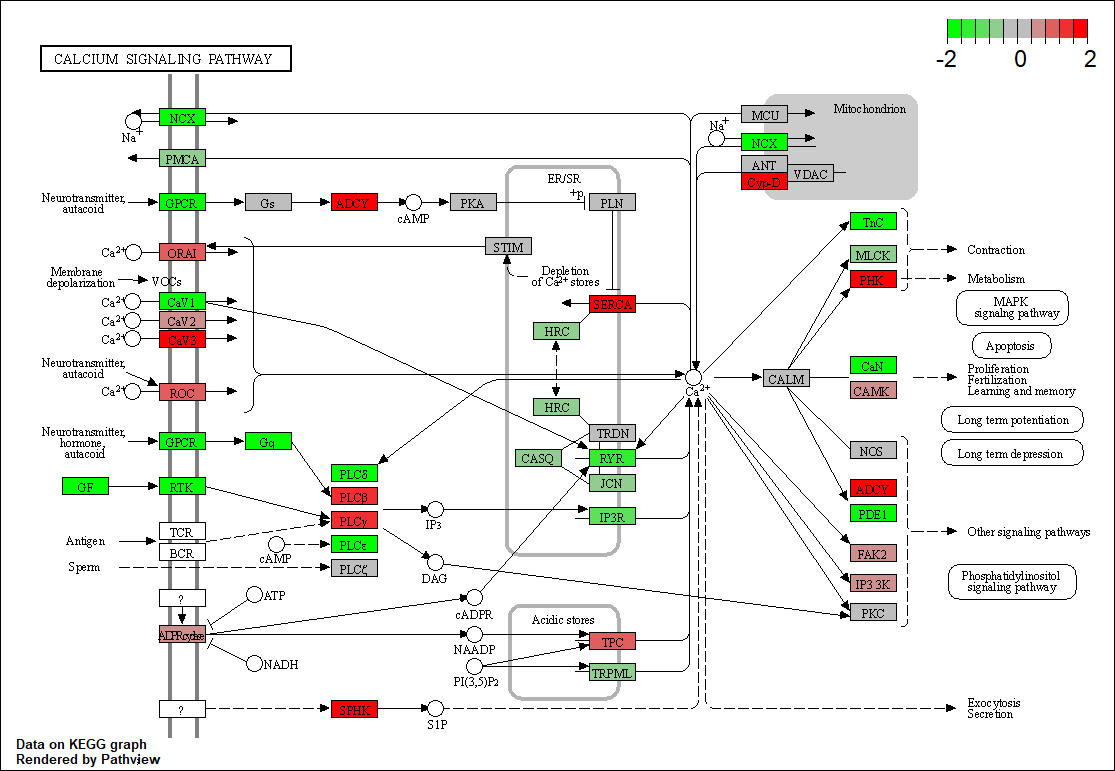 -2 0 2
CALCIUM SIGNALING PATHWAY
NCX
Na+
PMCA
Neurotransmitter,
autacoid
GPCR
Gs
ADCY
cAMP
PKA
ER/SR
+p
PLN
MCU
Mitochondrion
Na+
NCX
ANT
VDAC
Cyp-D
Ca2+
ORAI
STIM
Membrane
depolarization
VOCs
Depletion
of Ca2+ stores
Ca2+
CaV1
Ca2+
CaV2
Ca2+
CaV3
SERCA
HRC
Neurotransmitter,
autacoid
Ca2+
ROC
HRC
Ca2+
CALM
TnC
MLCK
PHK
Contraction
Metabolism
MAPK
signaling pathway
Apoptosis
CaN
CAMK
Proliferation
Fertilization
Learning and memory
Long term potentiation
Long term depression
Neurotransmitter,
hormone,
autacoid
GPCR
Gq
TRDN
CASQ
RYR
JCN
IP3R
GF
RTK
PLCδ
PLCβ
PLCγ
PLCε
PLCζ
IP3
DAG
Antigen
TCR
BCR
cAMP
Sperm
NOS
ADCY
PDE1
FAK2
IP3 3K
PKC
Other signaling pathways
Phosphatidylinositol
signaling pathway
?
ATP
cADPR
NAADP
NADH
PI(3,5)P2
Acidic stores
TPC
TRPML
?
SPHK
S1P
Exocytosis
Secretion
Data on KEGG graph
Rendered by Pathview